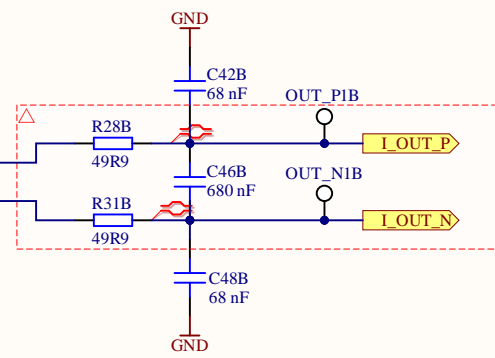 GND
C42B
68 nF
OUT_P1B
R28B
I_OUT_P
49R9
C46B
680 nF
OUT_N1B
R31B
I_OUT_N
49R9
C48B
68 nF
GND